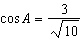 cos A = 3/√10